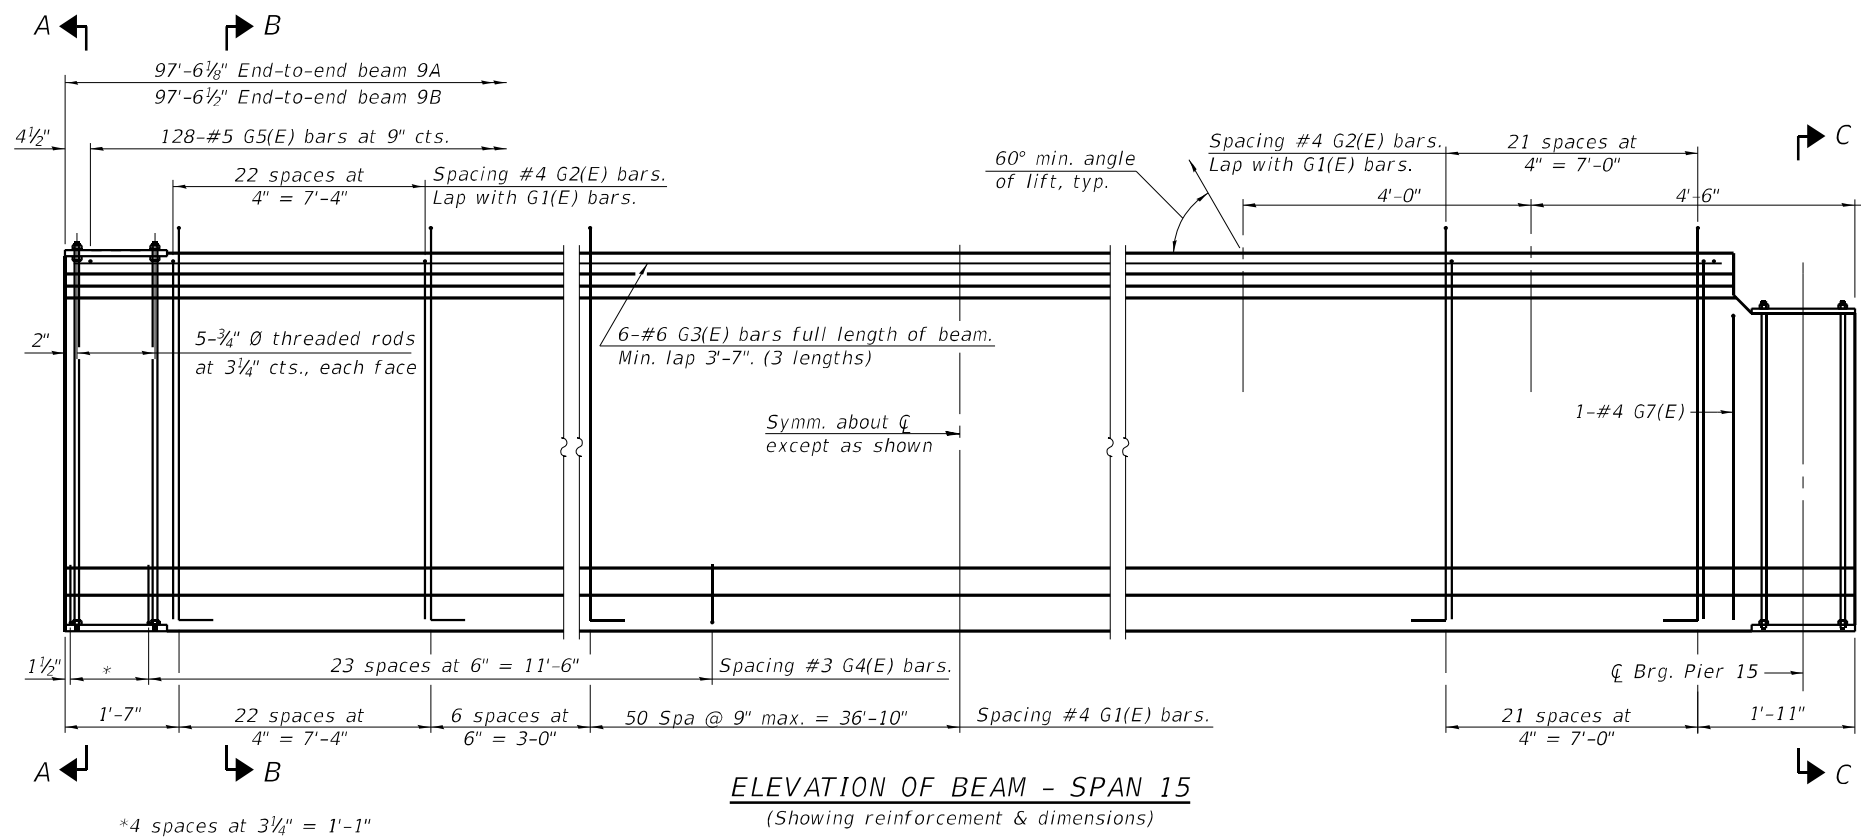 A
B
97'-6⅛" End-to-end beam 9A
97'-6½" End-to-end beam 9B
4½"
128-#5 G5(E) bars at 9" cts.
22 spaces at
4" = 7'-4"
Spacing #4 G2(E) bars.
Lap with G1(E) bars.
60° min. angle
of lift, typ.
Spacing #4 G2(E) bars.
Lap with G1(E) bars.
21 spaces at
4" = 7'-0"
C
4'-0"
4'-6"
2"
5-¾" Ø threaded rods
at 3¼" cts., each face
6-#6 G3(E) bars full length of beam.
Min. lap 3'-7". (3 lengths)
Symm. about ℄
except as shown
1-#4 G7(E)
1½"
*
23 spaces at 6" = 11'-6"
Spacing #3 G4(E) bars.
℄ Brg. Pier 15
1'-7"
22 spaces at
4" = 7'-4"
6 spaces at
6" = 3-0"
50 Spa @ 9" max. = 36'-10"
Spacing #4 G1(E) bars.
21 spaces at
4" = 7'-0"
1'-11"
A
B
C
ELEVATION OF BEAM - SPAN 15
(Showing reinforcement & dimensions)
*4 spaces at 3¼" = 1'-1"